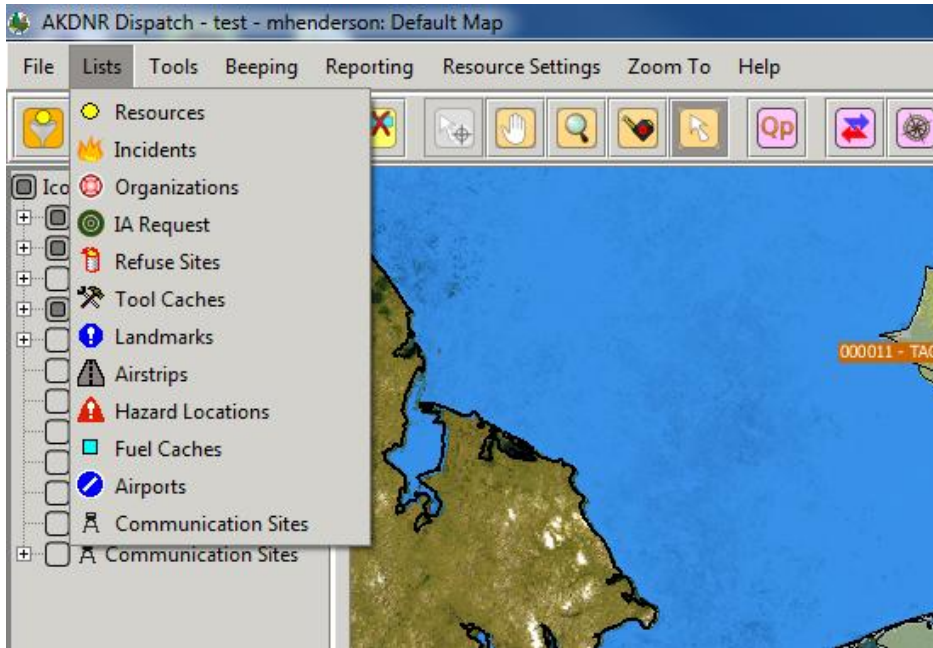 AKDNR Dispatch - test - mhenderson: Default Map
File Lists Tools Beeping Reporting Resource Settings Zoom To Help
Qp
Resources
Incidents
Organizations
IA Request
Refuse Sites
Tool Caches
Landmarks
Airstrips
Hazard Locations
Fuel Caches
Airports
Communication Sites
Communication Sites
Ico
000011 - TAC